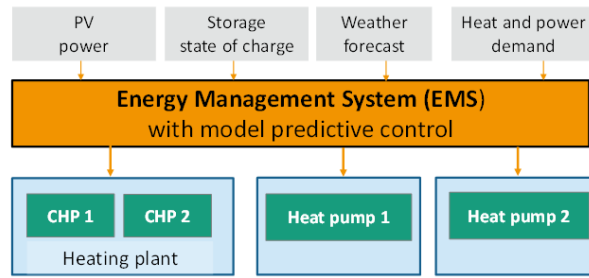 PV
power
Storage
state of charge
Weather
forecast
Heat and power
demand
Energy Management System (EMS)
with model predictive control
CHP 1
CHP 2
Heating plant
Heat pump 1
Heat pump 2